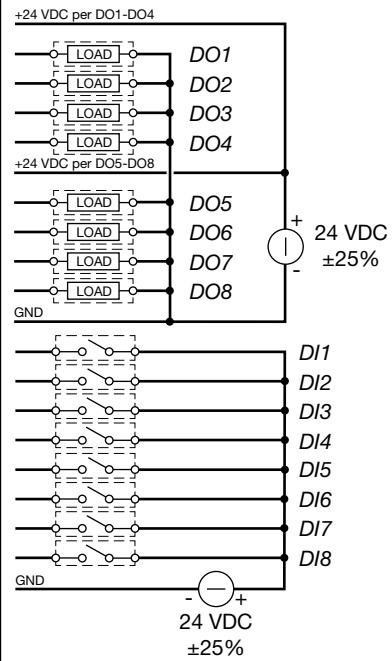 +24 VDC per DO1-DO4
LOAD DO1
LOAD DO2
LOAD DO3
LOAD DO4
+24 VDC per DO5-DO8
LOAD DO5
LOAD DO6
LOAD DO7
LOAD DO8
+
24 VDC
±25%
-
GND
DI1
DI2
DI3
DI4
DI5
DI6
DI7
DI8
GND
- +
24 VDC
±25%